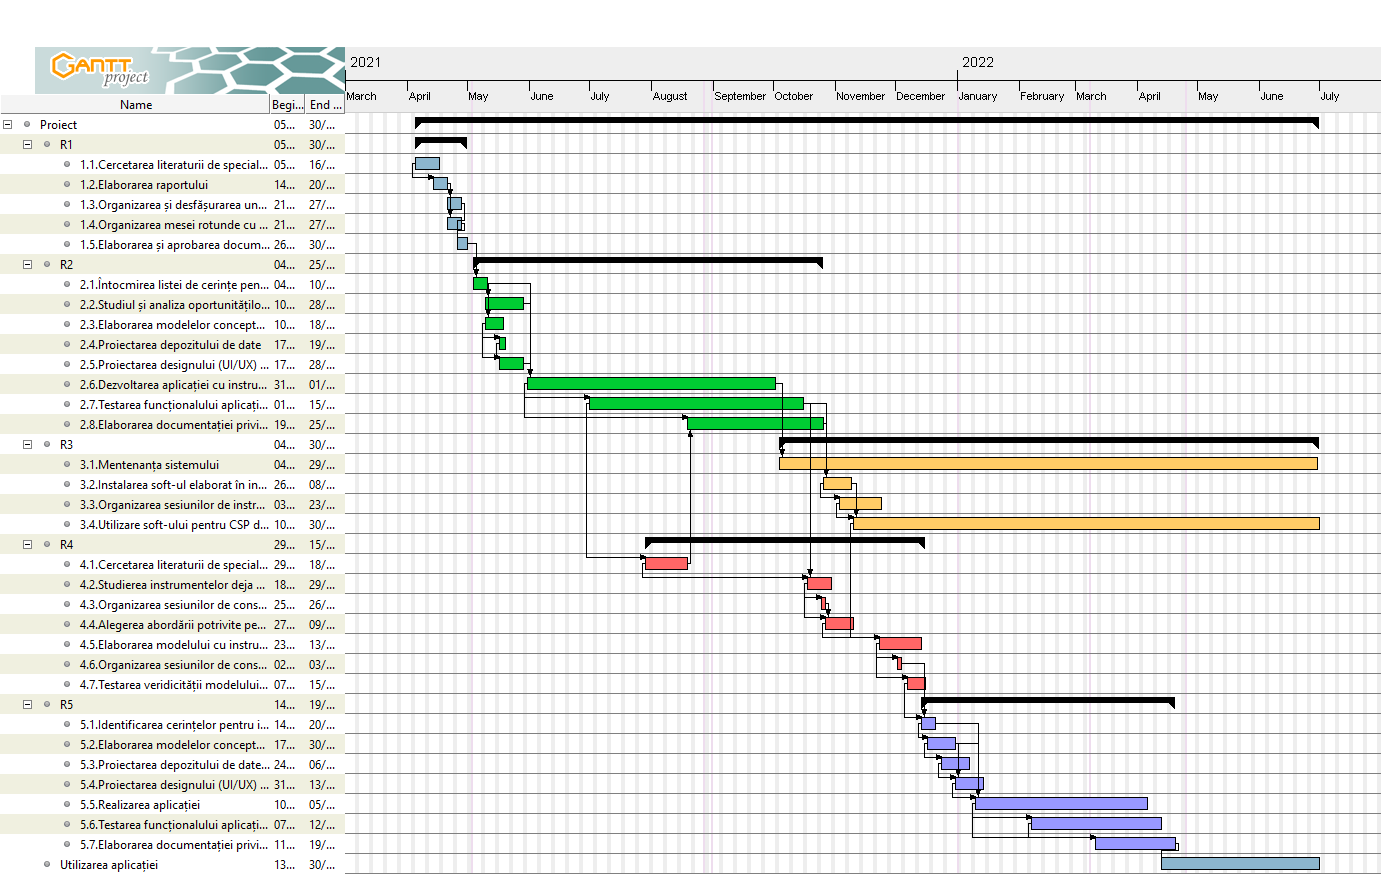 GANTT
project
2021
2022
March April May June July August September October November December January February March April May June July
Name Begi... End ...
Proiect 05... 30/...
R1 05... 30/...
1.1.Cercetarea literaturii de special... 05... 16/...
1.2.Elaborarea raportului 14... 20/...
1.3.Organizarea și desfășurarea un... 21... 27/...
1.4.Organizarea mesei rotunde cu ... 21... 27/...
1.5.Elaborarea și aprobarea docum... 26... 30/...
R2 04... 25/...
2.1.Întocmirea listei de cerințe pen... 04... 10/...
2.2.Studiul și analiza oportunităților... 10... 28/...
2.3.Elaborarea modelelor concept... 10... 18/...
2.4.Proiectarea depozitului de date 17... 19/...
2.5.Proiectarea designului (UI/UX) ... 17... 28/...
2.6.Dezvoltarea aplicației cu instru... 31... 01/...
2.7.Testarea funcționalului aplicați... 01... 15/...
2.8.Elaborarea documentației privi... 19... 25/...
R3 04... 30/...
3.1.Mentenanța sistemului 04... 29/...
3.2.Instalarea soft-ul elaborat în in... 26... 08/...
3.3.Organizarea sesiunilor de instr... 03... 23/...
3.4.Utilizare soft-ului pentru CSP d... 10... 30/...
R4 29... 15/...
4.1.Cercetarea literaturii de special... 29... 18/...
4.2.Studierea instrumentelor deja ... 18... 29/...
4.3.Organizarea sesiunilor de cons... 25... 26/...
4.4.Alegerea abordării potrivite pe... 27... 09/...
4.5.Elaborarea modelului cu instru... 23... 13/...
4.6.Organizarea sesiunilor de cons... 02... 03/...
4.7.Testarea veridicității modelului... 07... 15/...
R5 14... 19/...
5.1.Identificarea cerințelor pentru i... 14... 20/...
5.2.Elaborarea modelelor concept... 17... 30/...
5.3.Proiectarea depozitului de date... 24... 06/...
5.4.Proiectarea designului (UI/UX) ... 31... 13/...
5.5.Realizarea aplicației 10... 05/...
5.6.Testarea funcționalului aplicați... 07... 12/...
5.7.Elaborarea documentației privi... 11... 19/...
Utilizarea aplicației 13... 30/...